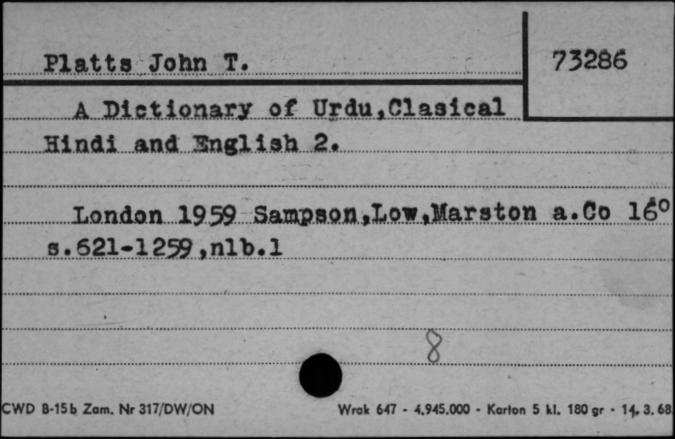 Platts John T.
73286
A Dictionary of Urdu,Clasical
Hindi and English 2.
London 1959 Sampson,Low,Marston a.Co 16°
s.621-1259,nlb.1
8
CWD B-15b Zam. Nr 317/DW/ON
Wrak 647 - 4.945.000 - Karton 5 kl. 180 gr - 14. 3. 68